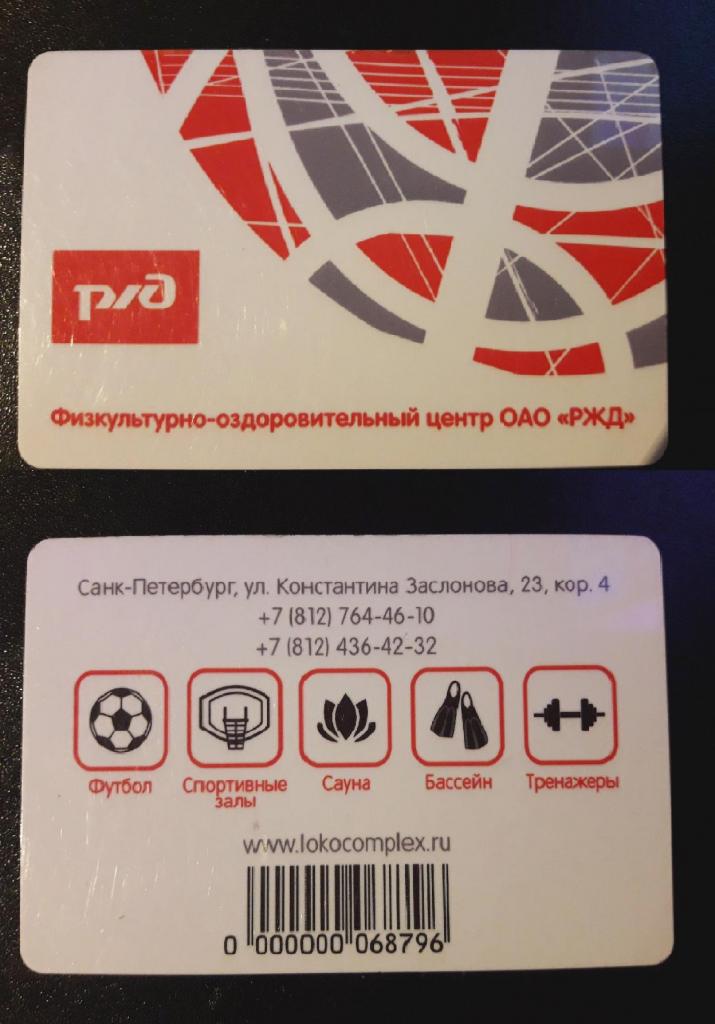 ржд
Физкультурно-оздоровительный центр ОАО «РЖД»
Санк-Петербург, ул. Константина Заслонова, 23, кор. 4
+7 (812) 764-46-10
+7 (812) 436-42-32
Футбол
Спортивные
залы
Сауна
Бассейн
Тренажеры
www.lokocomplex.ru
0 000000 068796